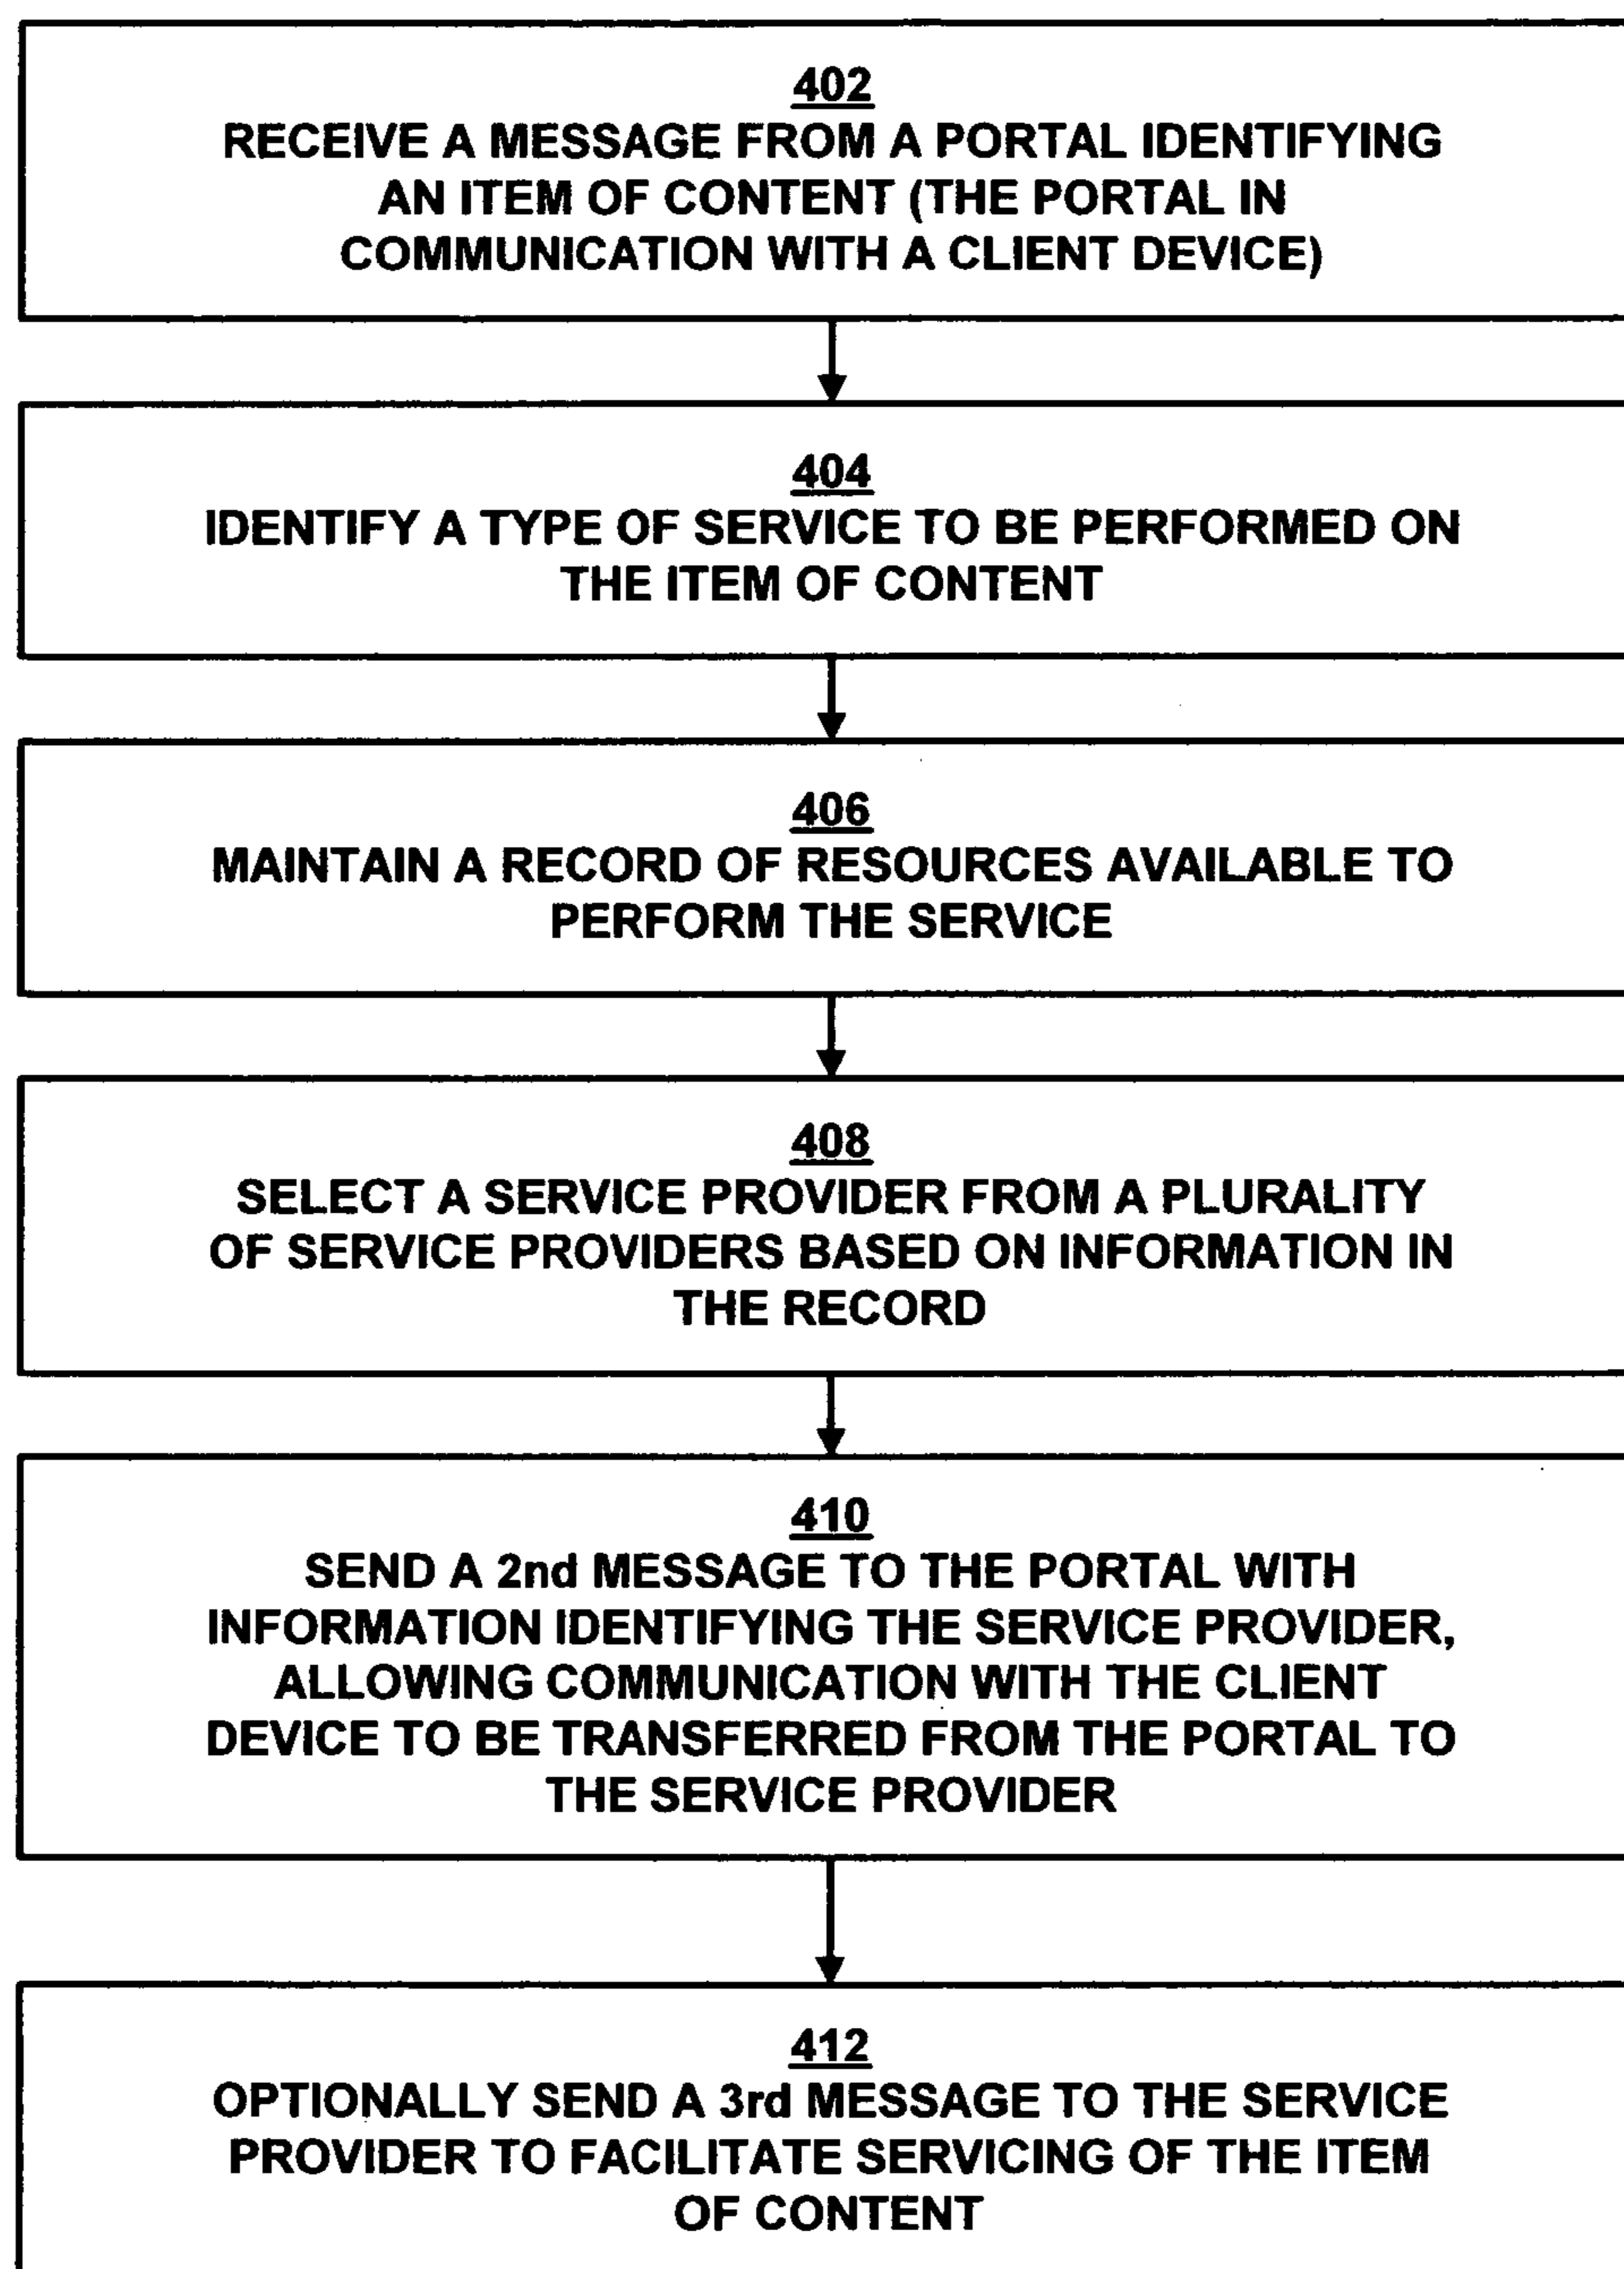 402
RECEIVE A MESSAGE FROM A PORTAL IDENTIFYING
AN ITEM OF CONTENT (THE PORTAL IN
COMMUNICATION WITH A CLIENT DEVICE)
404
IDENTIFY A TYPE OF SERVICE TO BE PERFORMED ON
THE ITEM OF CONTENT
406
MAINTAIN A RECORD OF RESOURCES AVAILABLE TO
PERFORM THE SERVICE
408
SELECT A SERVICE PROVIDER FROM A PLURALITY
OF SERVICE PROVIDERS BASED ON INFORMATION IN
THE RECORD
410
SEND A 2nd MESSAGE TO THE PORTAL WITH
INFORMATION IDENTIFYING THE SERVICE PROVIDER,
ALLOWING COMMUNICATION WITH THE CLIENT
DEVICE TO BE TRANSFERRED FROM THE PORTAL TO
THE SERVICE PROVIDER
412
OPTIONALLY SEND A 3rd MESSAGE TO THE SERVICE
PROVIDER TO FACILITATE SERVICING OF THE ITEM
OF CONTENT